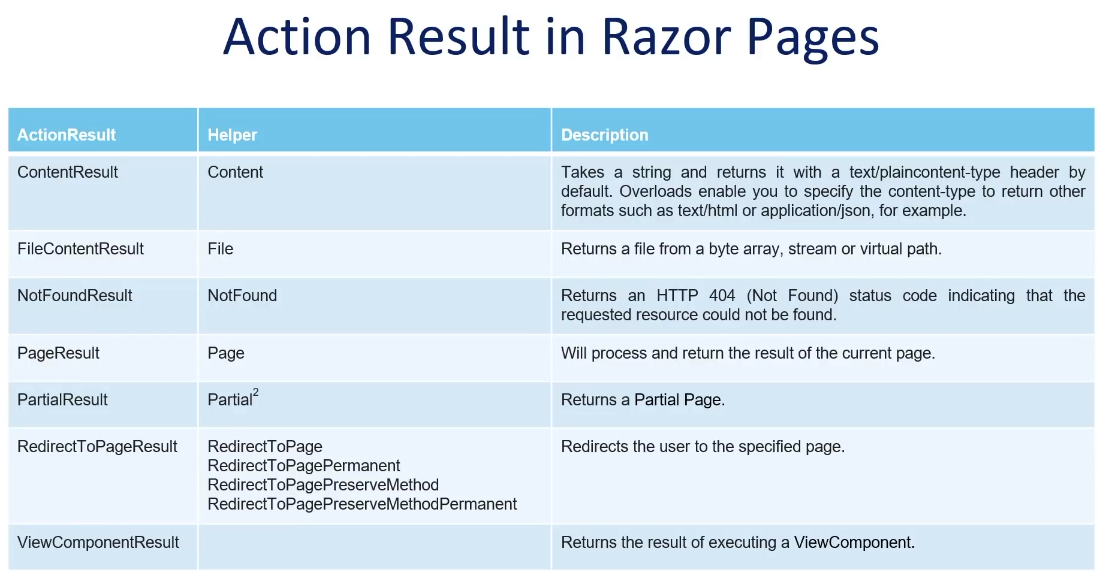 Action Result in Razor Pages
ActionResult Helper Description
ContentResult Content Takes a string and returns it with a text/plaincontent-type header by
default. Overloads enable you to specify the content-type to return other
formats such as text/html or application/json, for example.
FileContentResult File Returns a file from a byte array, stream or virtual path.
NotFoundResult NotFound Returns an HTTP 404 (Not Found) status code indicating that the
requested resource could not be found.
PageResult Page Will process and return the result of the current page.
PartialResult Partial² Returns a Partial Page.
RedirectToPageResult RedirectToPage Redirects the user to the specified page.
RedirectToPagePermanent
RedirectToPagePreserveMethod
RedirectToPagePreserveMethodPermanent
ViewComponentResult Returns the result of executing a ViewComponent.